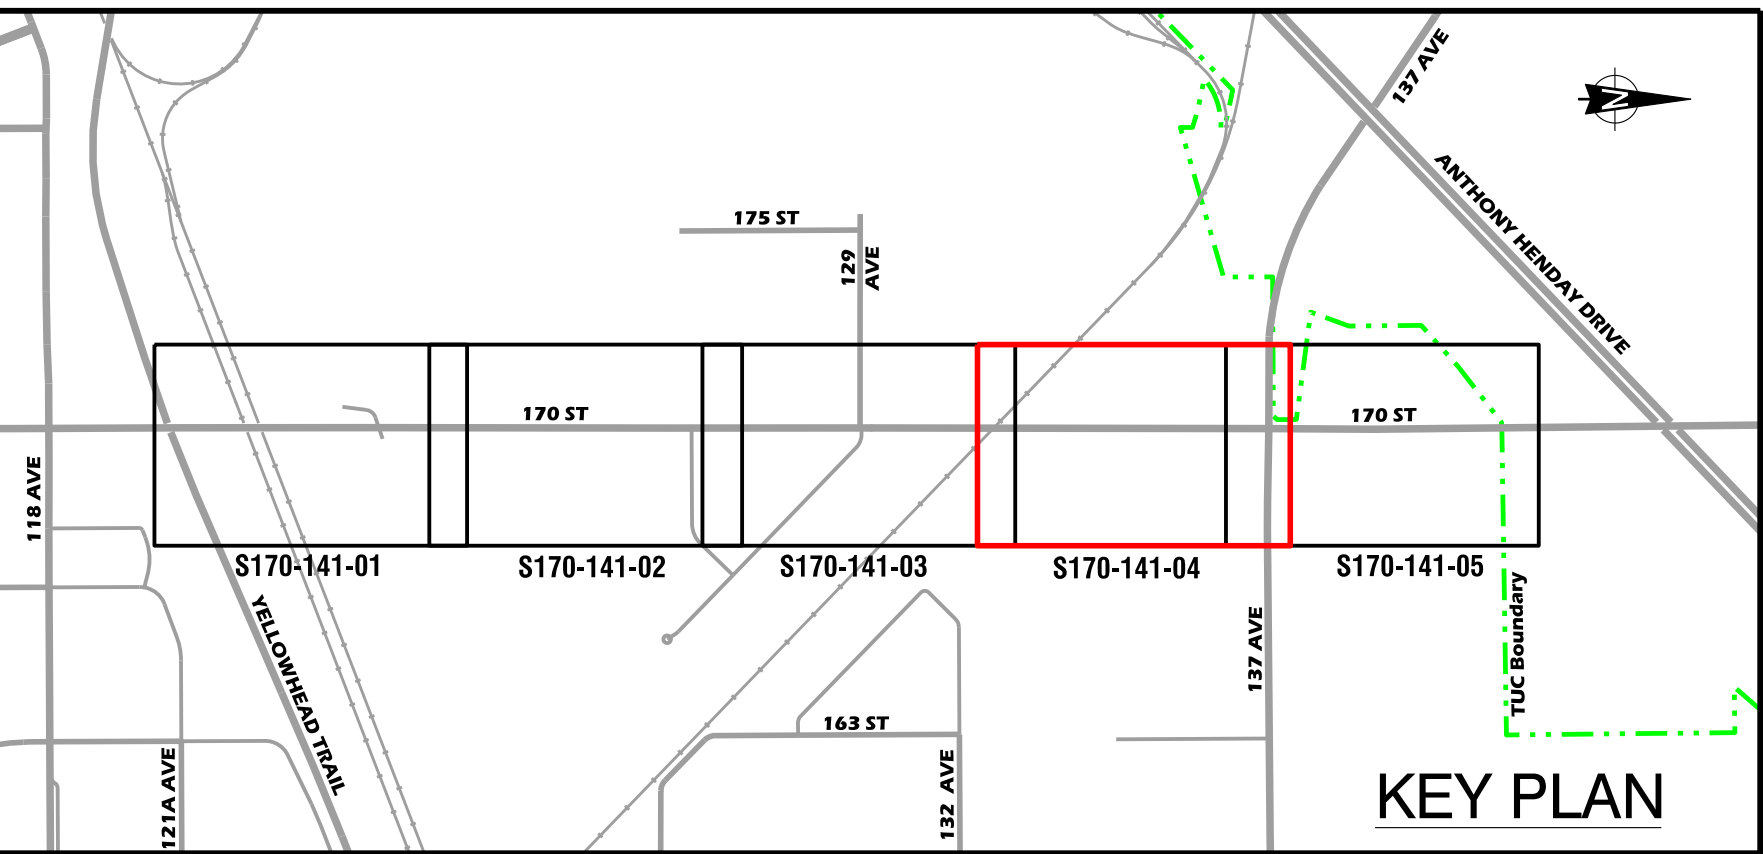 137 AVE
N
ANTHONY HENDAY DRIVE
175 ST
129
AVE
170 ST
170 ST
118 AVE
S170-141-01
S170-141-02
S170-141-03
S170-141-04
S170-141-05
YELLOWHEAD TRAIL
137 AVE
TUC Boundary
163 ST
121A AVE
132 AVE
KEY PLAN